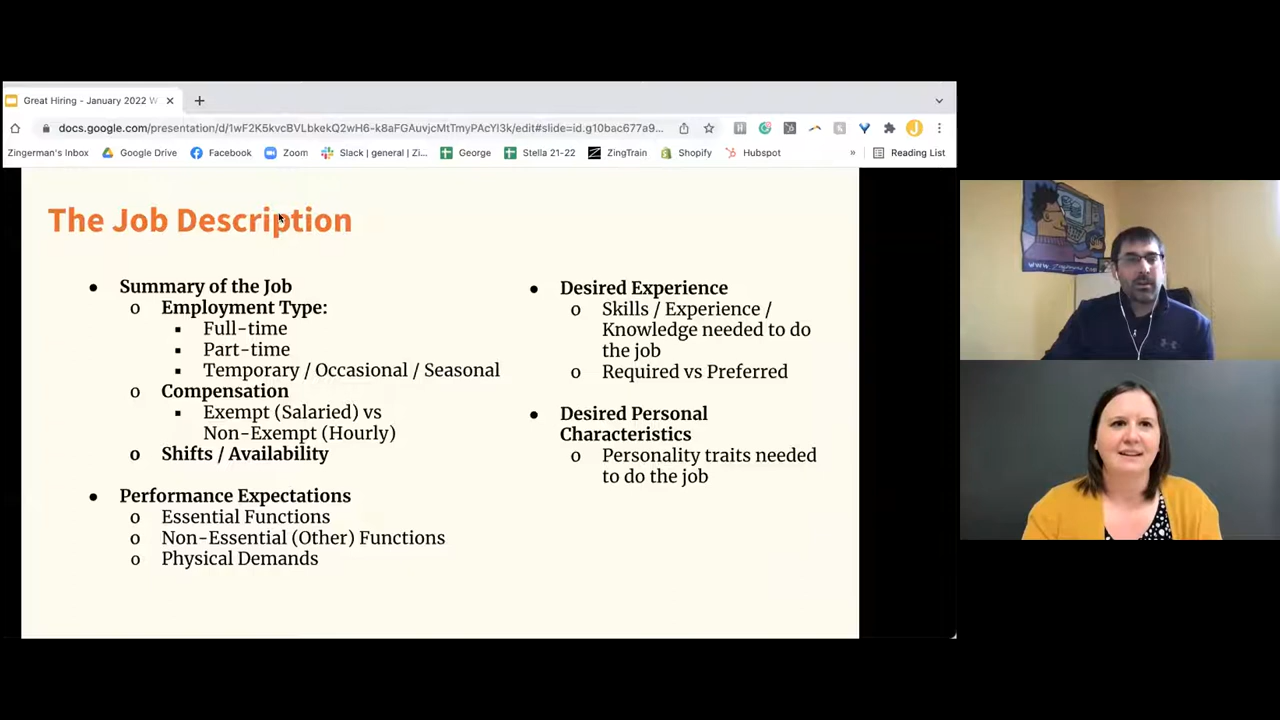 Great Hiring - January 2022 W
docs.google.com/presentation/d/1wF2K5kvcBVLbkekQ2wH6-k8aFGAuvjcMtTmyPAcYl3k/edit#slide=id.g10bac677a9...
Zingerman's Inbox Google Drive Facebook Zoom Slack | general | Zi... George Stella 21-22 ZingTrain Shopify Hubspot » Reading List
The Job Description
● Summary of the Job
o Employment Type:
▪ Full-time
▪ Part-time
▪ Temporary / Occasional / Seasonal
o Compensation
▪ Exempt (Salaried) vs
Non-Exempt (Hourly)
o Shifts / Availability
● Performance Expectations
o Essential Functions
o Non-Essential (Other) Functions
o Physical Demands
● Desired Experience
o Skills / Experience /
Knowledge needed to do
the job
o Required vs Preferred
● Desired Personal
Characteristics
o Personality traits needed
to do the job